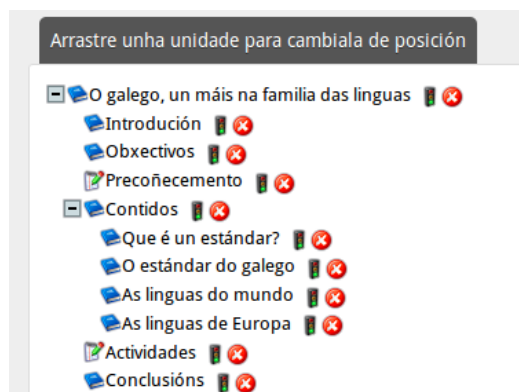 Arrastre unha unidade para cambiala de posición
O galego, un máis na familia das linguas
Introdución
Obxectivos
Precoñecemento
Contidos
Que é un estándar?
O estándar do galego
As linguas do mundo
As linguas de Europa
Actividades
Conclusións